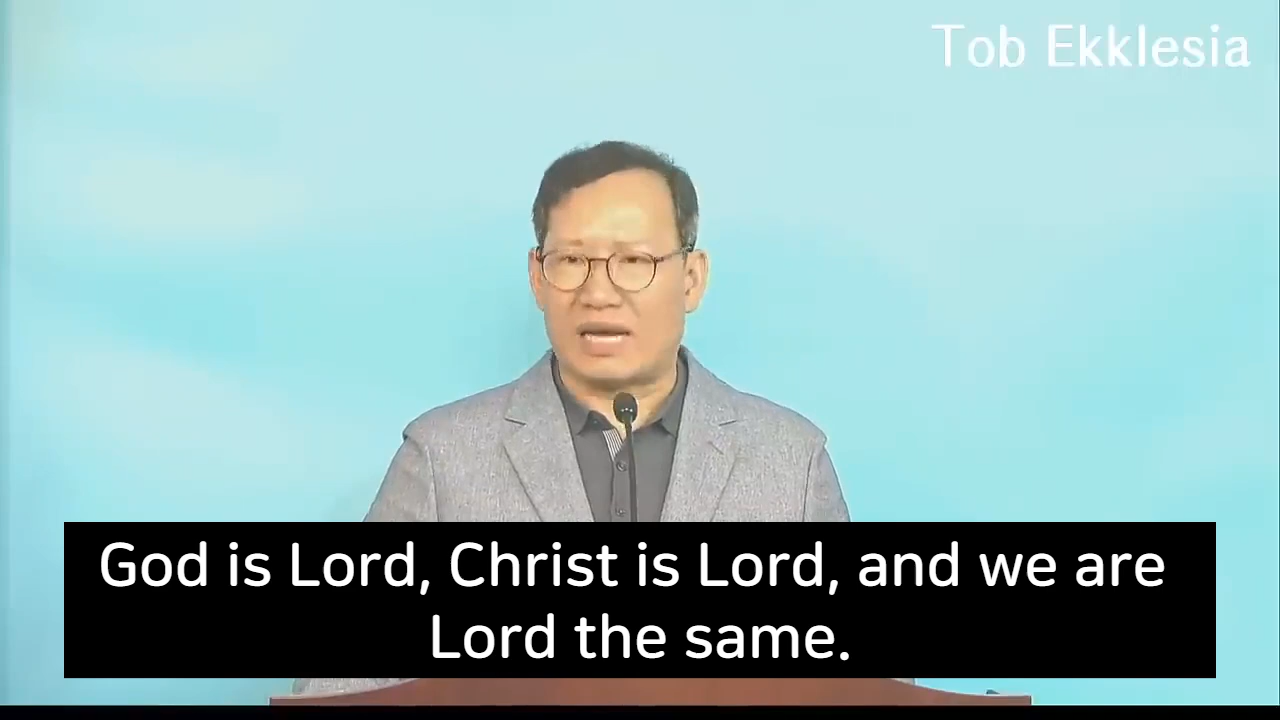 Tob Ekklesia
God is Lord, Christ is Lord, and we are
Lord the same.